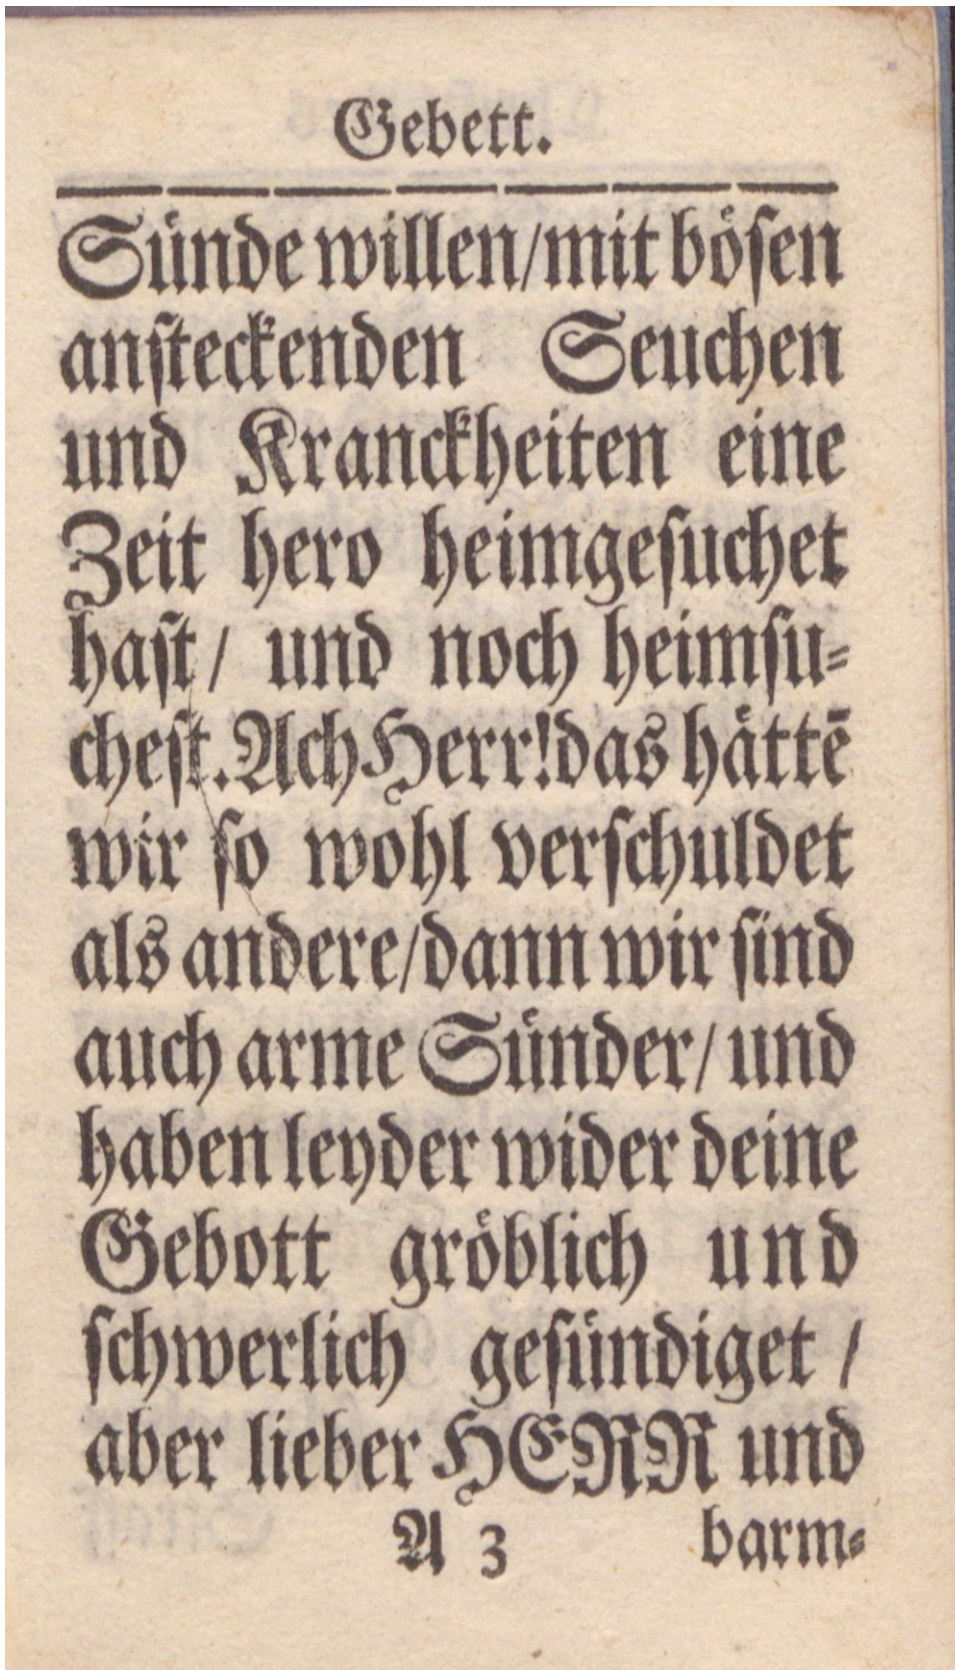 Gebett.
Sünde willen/mit bösen
ansteckenden Seuchen
und Kranckheiten eine
Zeit hero heimgesuchet
hast/ und noch heimsu-
chest. Ach Herr! das hättē
wir so wohl verschuldet
als andere/dann wir sind
auch arme Sünder/ und
haben leyder wider deine
Gebott gröblich und
schwerlich gesündiget /
aber lieber HERR und
A 3 barm-